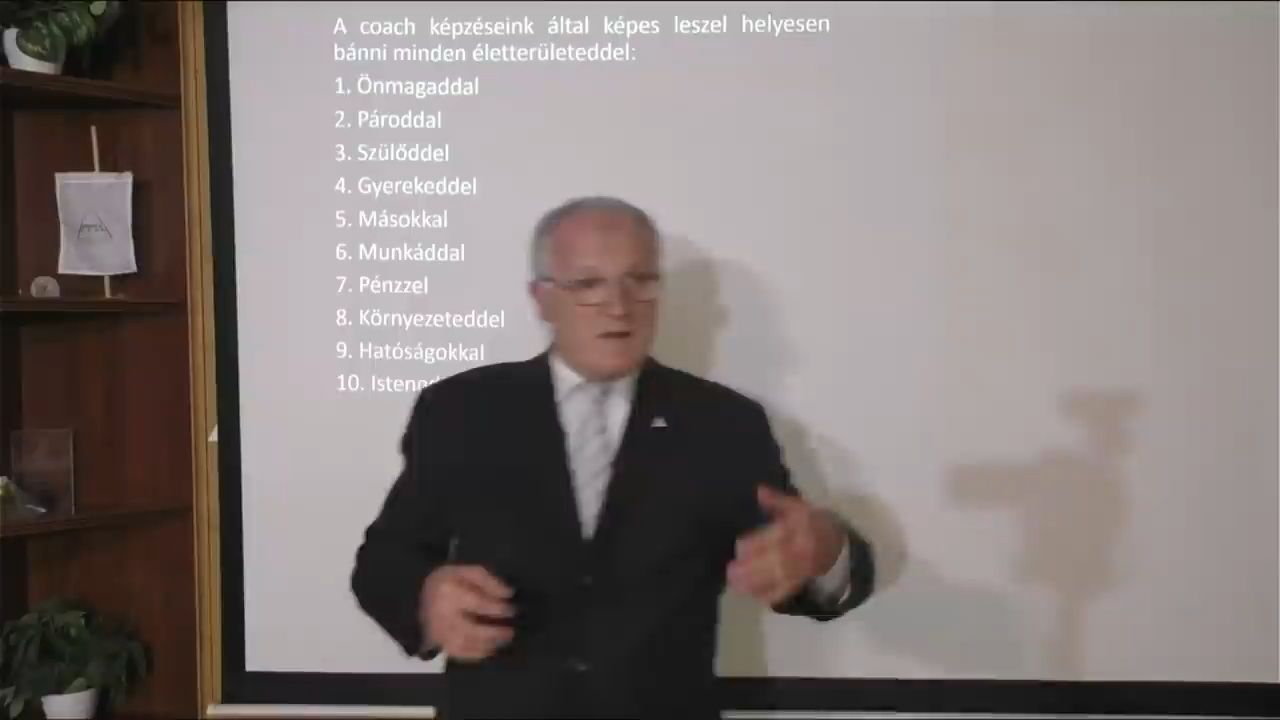 A coach képzéseink által képes leszel helyesen
bánni minden életterületeddel:
1. Önmagaddal
2. Pároddal
3. Szülőddel
4. Gyerekeddel
5. Másokkal
6. Munkáddal
7. Pénzzel
8. Környezeteddel
9. Hatóságokkal
10.